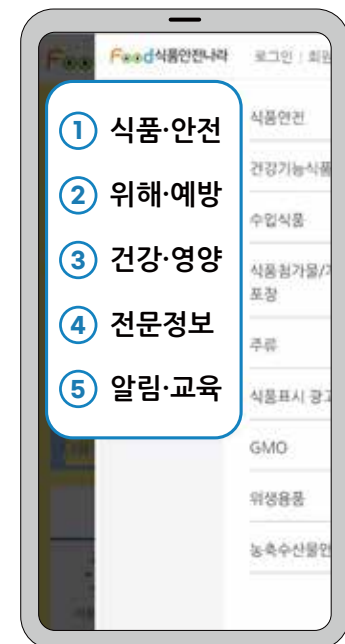 Food식품안전나라
로그인 | 회원
① 식품·안전
② 위해·예방
③ 건강·영양
④ 전문정보
⑤ 알림·교육
식품안전
건강기능식품
수입식품
식품첨가물/기
포장
주류
식품표시 광고
GMO
위생용품
농축수산물안